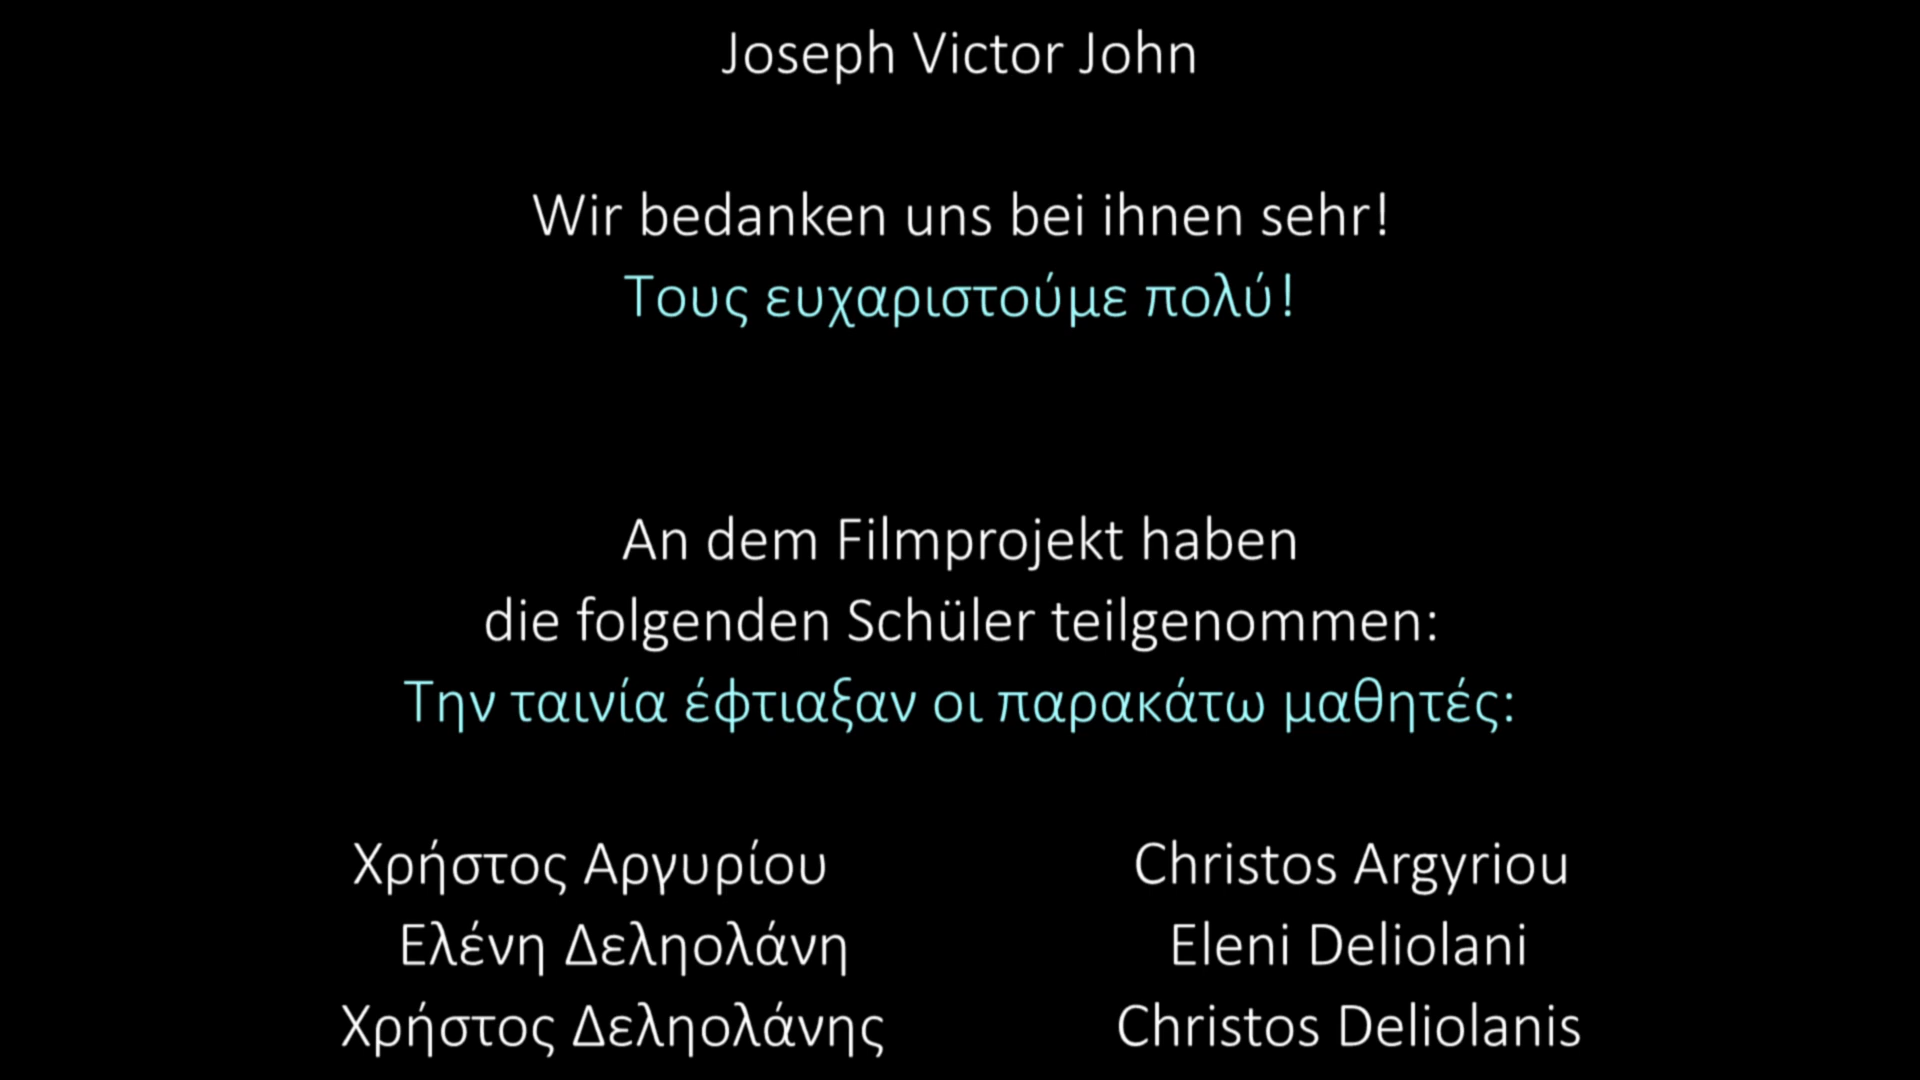 Joseph Victor John
Wir bedanken uns bei ihnen sehr!
Τους ευχαριστούμε πολύ!
An dem Filmprojekt haben
die folgenden Schüler teilgenommen:
Την ταινία έφτιαξαν οι παρακάτω μαθητές:
Χρήστος Αργυρίου Christos Argyriou
Ελένη Δεληολάνη Eleni Deliolani
Χρήστος Δεληολάνης Christos Deliolanis